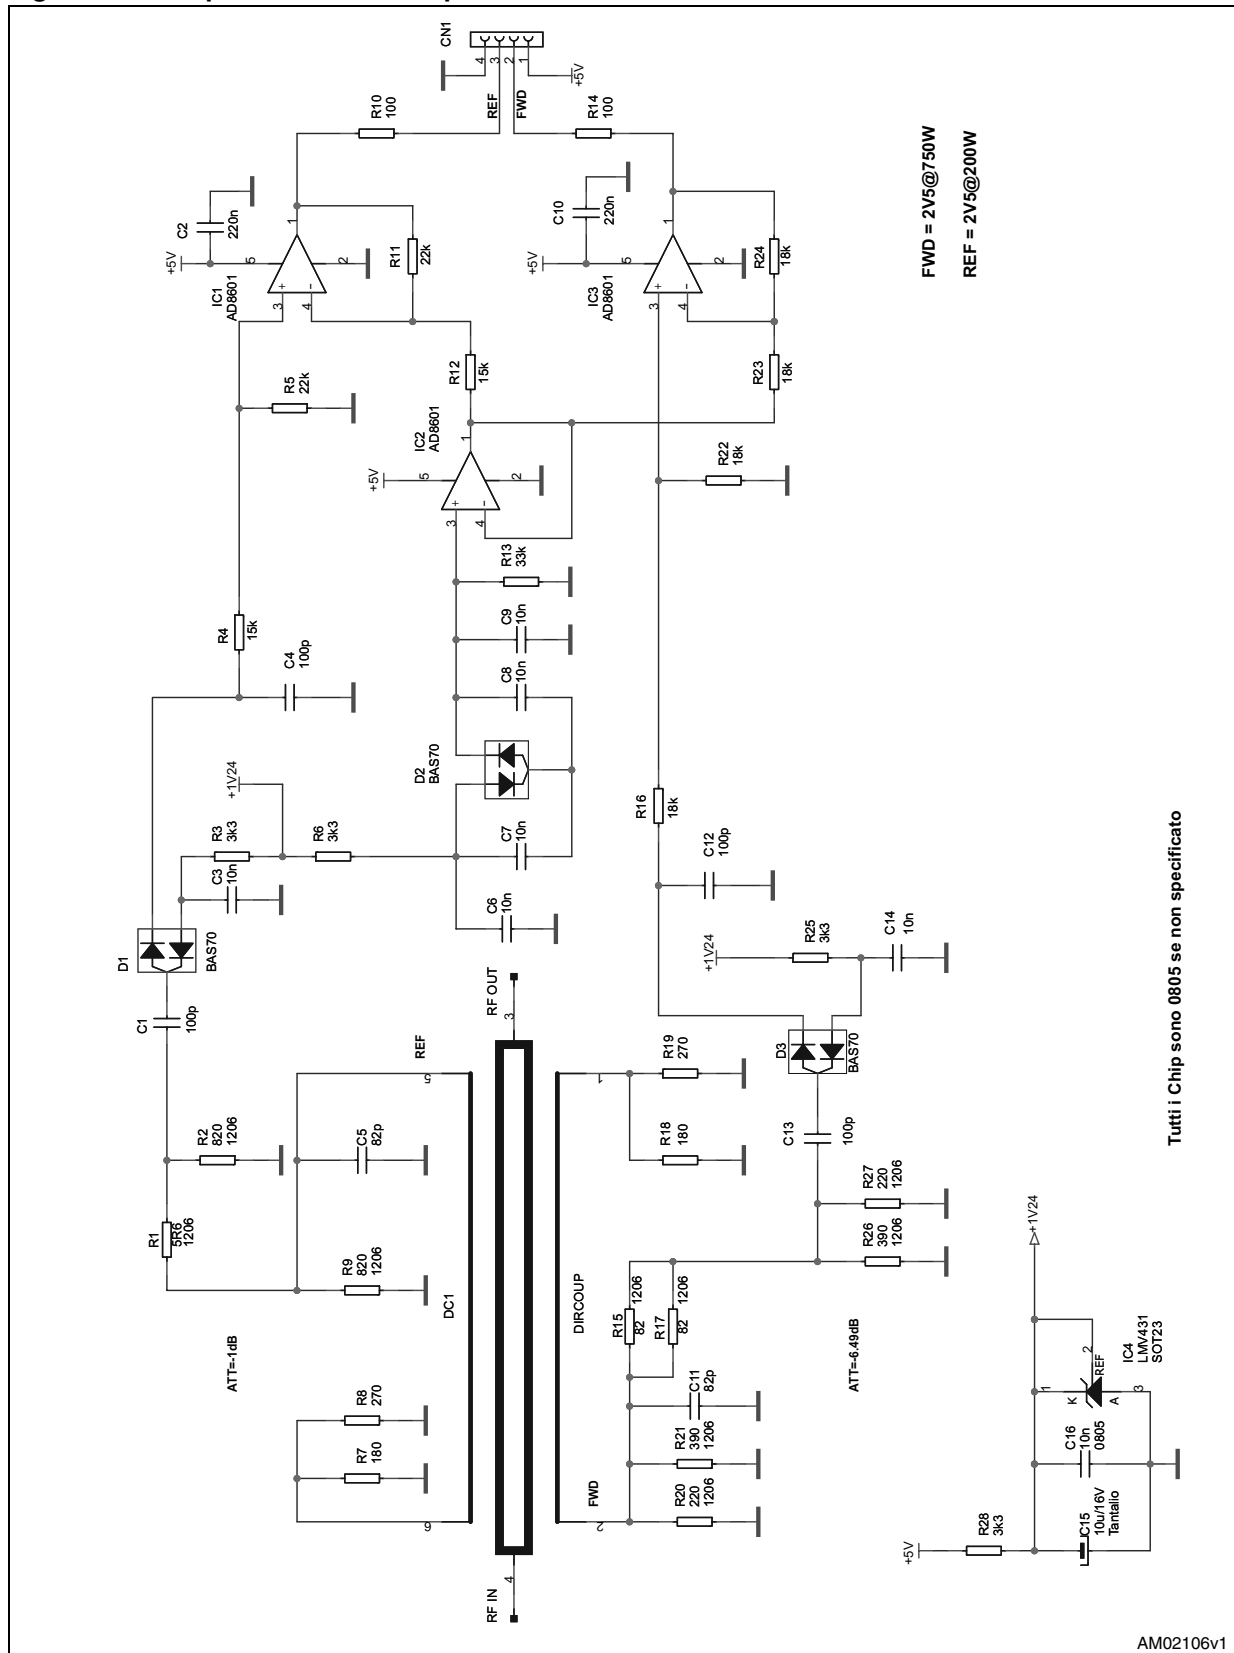 CN1
4
3
2
1
+5V
REF
FWD
R10
100
R14
100
C2
220n
+5V
5
1
2
IC1
AD8601
3
4
+
-
R11
22k
C10
220n
+5V
5
1
2
IC3
AD8601
3
4
+
-
R24
18k
FWD = 2V5@750W
REF = 2V5@200W
R5
22k
R12
15k
R23
18k
IC2
AD8601
+5V
5
1
2
3
4
+
-
R22
18k
R13
33k
R4
15k
C9
10n
C4
100p
C8
10n
D2
BAS70
+1V24
R3
3k3
R6
3k3
C7
10n
R16
18k
C3
10n
C12
100p
C6
10n
D1
BAS70
R25
3k3
C14
10n
+1V24
C1
100p
RF OUT
3
D3
BAS70
REF
5
1
R19
270
R2
820
1206
C5
82p
R18
180
C13
100p
R1
5R6
1206
R9
820
1206
R27
220
1206
R26
390
1206
DC1
DIRCOUP
R15
82
1206
R17
82
1206
ATT=-1dB
ATT=-6.49dB
R8
270
R7
180
C11
82p
R21
390
1206
R20
220
1206
FWD
6
2
RF IN
4
Tutti i Chip sono 0805 se non specificato
+1V24
IC4
LMV431
SOT23
1
2
3
REF
K
A
C16
10n
0805
C15
10u/16V
Tantalio
R28
3k3
+5V
AM02106v1